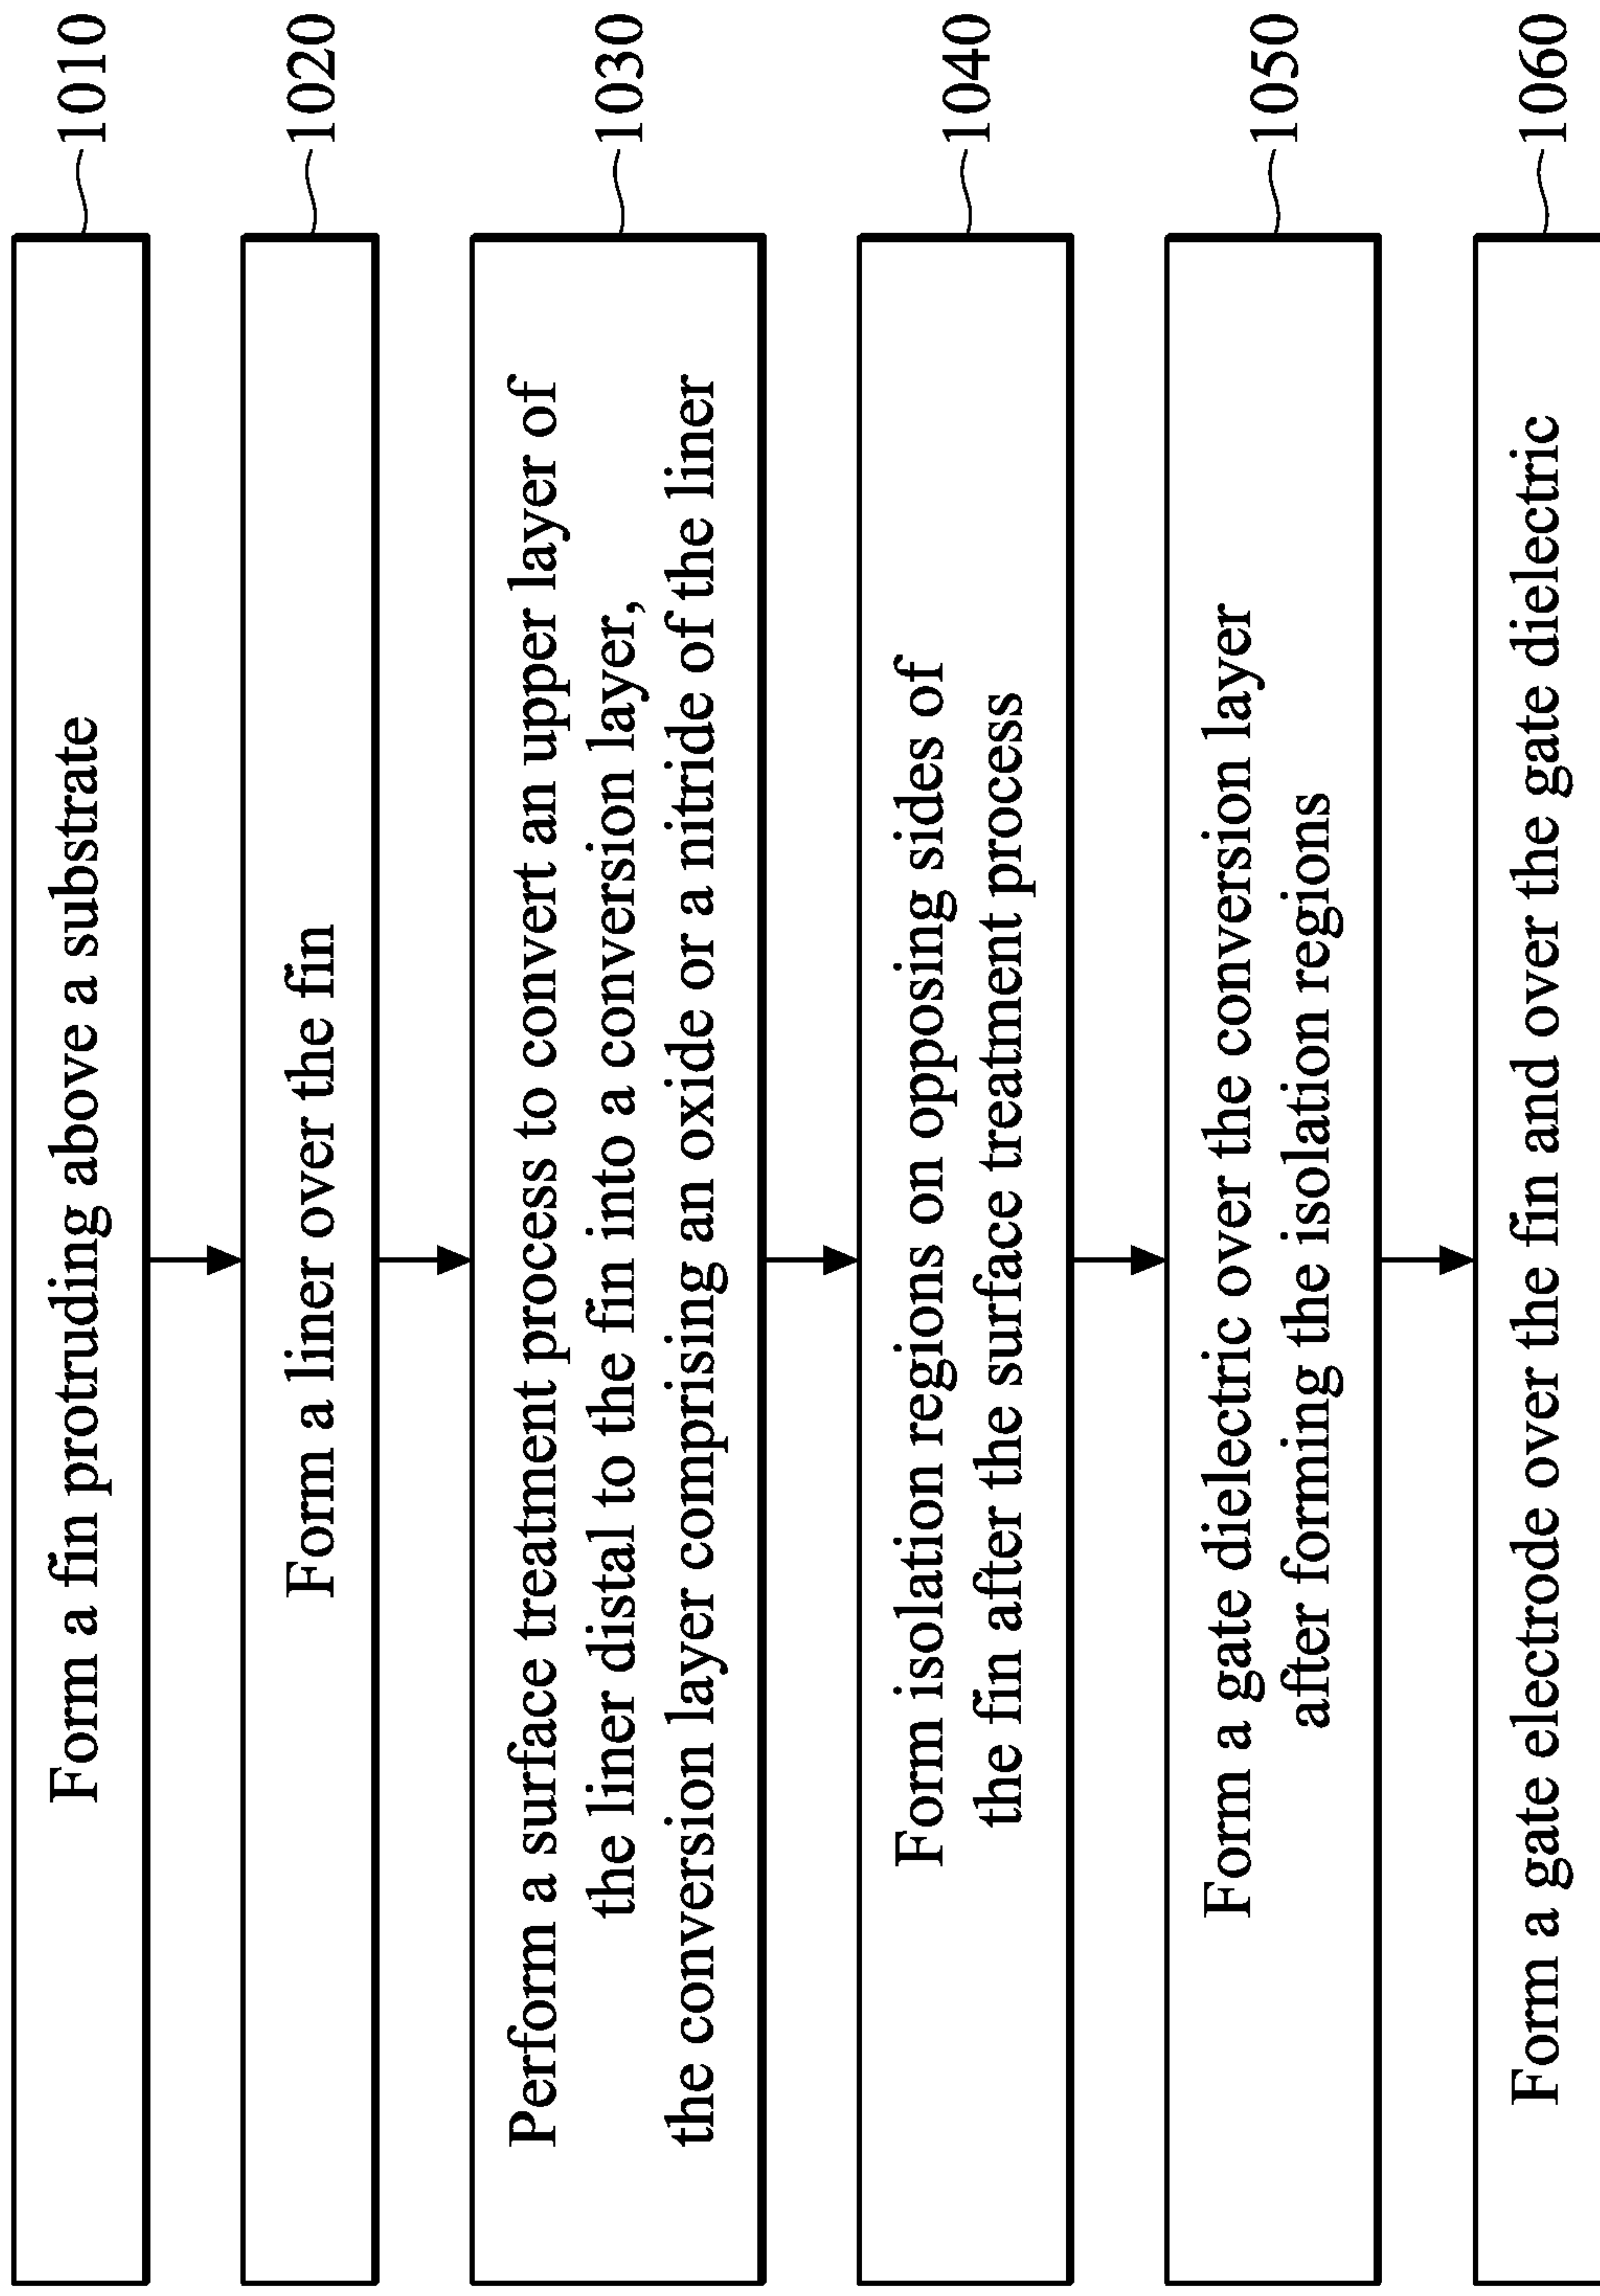 Form a fin protruding above a substrate
1010
Form a liner over the fin
1020
Perform a surface treatment process to convert an upper layer of
the liner distal to the fin into a conversion layer,
the conversion layer comprising an oxide or a nitride of the liner
1030
Form isolation regions on opposing sides of
the fin after the surface treatment process
1040
Form a gate dielectric over the conversion layer
after forming the isolation regions
1050
Form a gate electrode over the fin and over the gate dielectric
1060